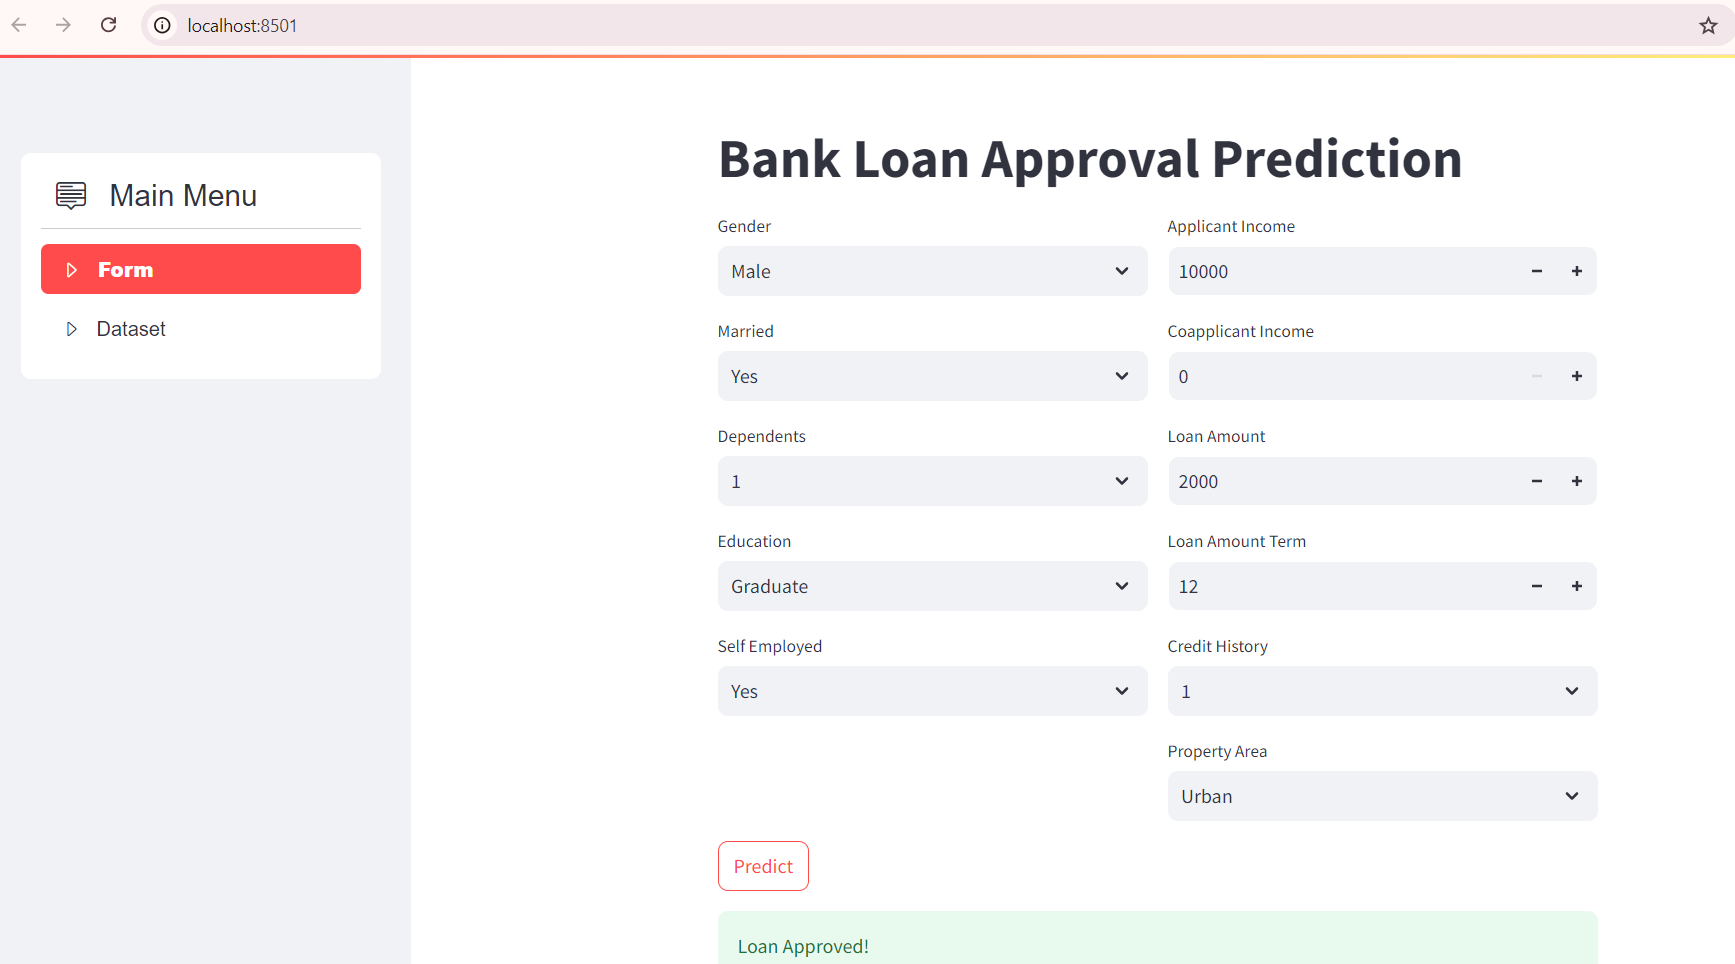 localhost:8501
Main Menu
Form
Dataset
Bank Loan Approval Prediction
Gender
Male
Married
Yes
Dependents
1
Education
Graduate
Self Employed
Yes
Applicant Income
10000
Coapplicant Income
0
Loan Amount
2000
Loan Amount Term
12
Credit History
1
Property Area
Urban
Predict
Loan Approved!